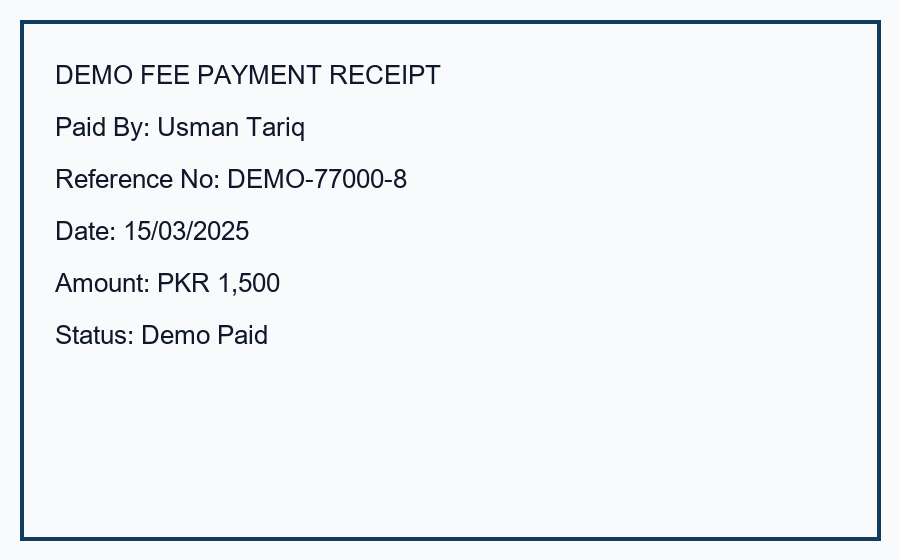 DEMO FEE PAYMENT RECEIPT
Paid By: Usman Tariq
Reference No: DEMO-77000-8
Date: 15/03/2025
Amount: PKR 1,500
Status: Demo Paid